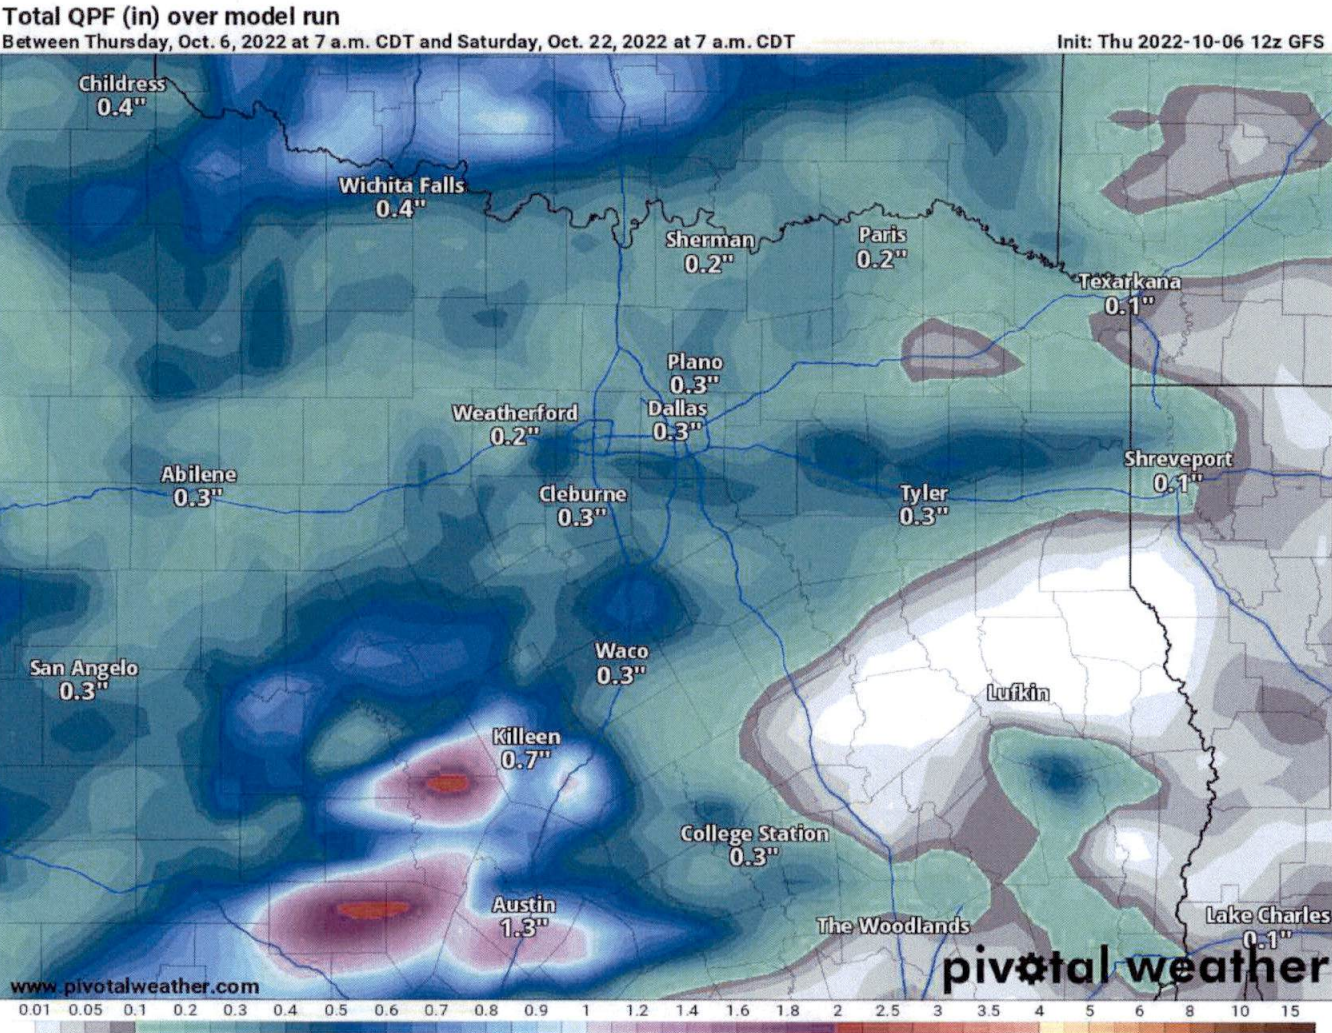 Total QPF (in) over model run
Between Thursday, Oct. 6, 2022 at 7 a.m. CDT and Saturday, Oct. 22, 2022 at 7 a.m. CDT Init: Thu 2022-10-06 12z GFS
Childress
0.4"
Wichita Falls
0.4"
Sherman
0.2"
Paris
0.2"
Texarkana
0.1"
Plano
0.3"
Weatherford
0.2"
Dallas
0.3"
Abilene
0.3"
Cleburne
0.3"
Tyler
0.3"
Shreveport
0.1"
San Angelo
0.3"
Waco
0.3"
Lufkin
Killeen
0.7"
College Station
0.3"
Austin
1.3"
The Woodlands
Lake Charles
0.1"
www.pivotalweather.com
pivotal weather
0.01 0.05 0.1 0.2 0.3 0.4 0.5 0.6 0.7 0.8 0.9 1 1.2 1.4 1.6 1.8 2 2.5 3 3.5 4 5 6 7 8 10 15